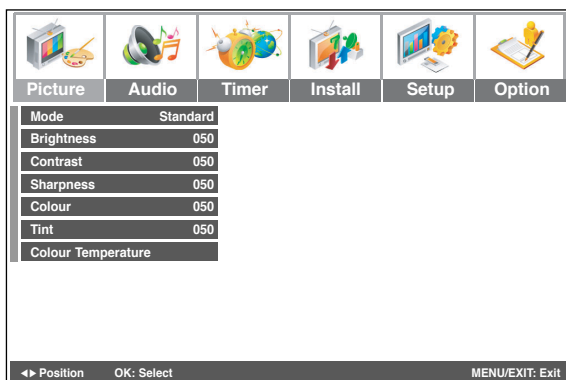 Picture Audio Timer Install Setup Option
Mode Standard
Brightness 050
Contrast 050
Sharpness 050
Colour 050
Tint 050
Colour Temperature
◂▸ Position OK: Select MENU/EXIT: Exit